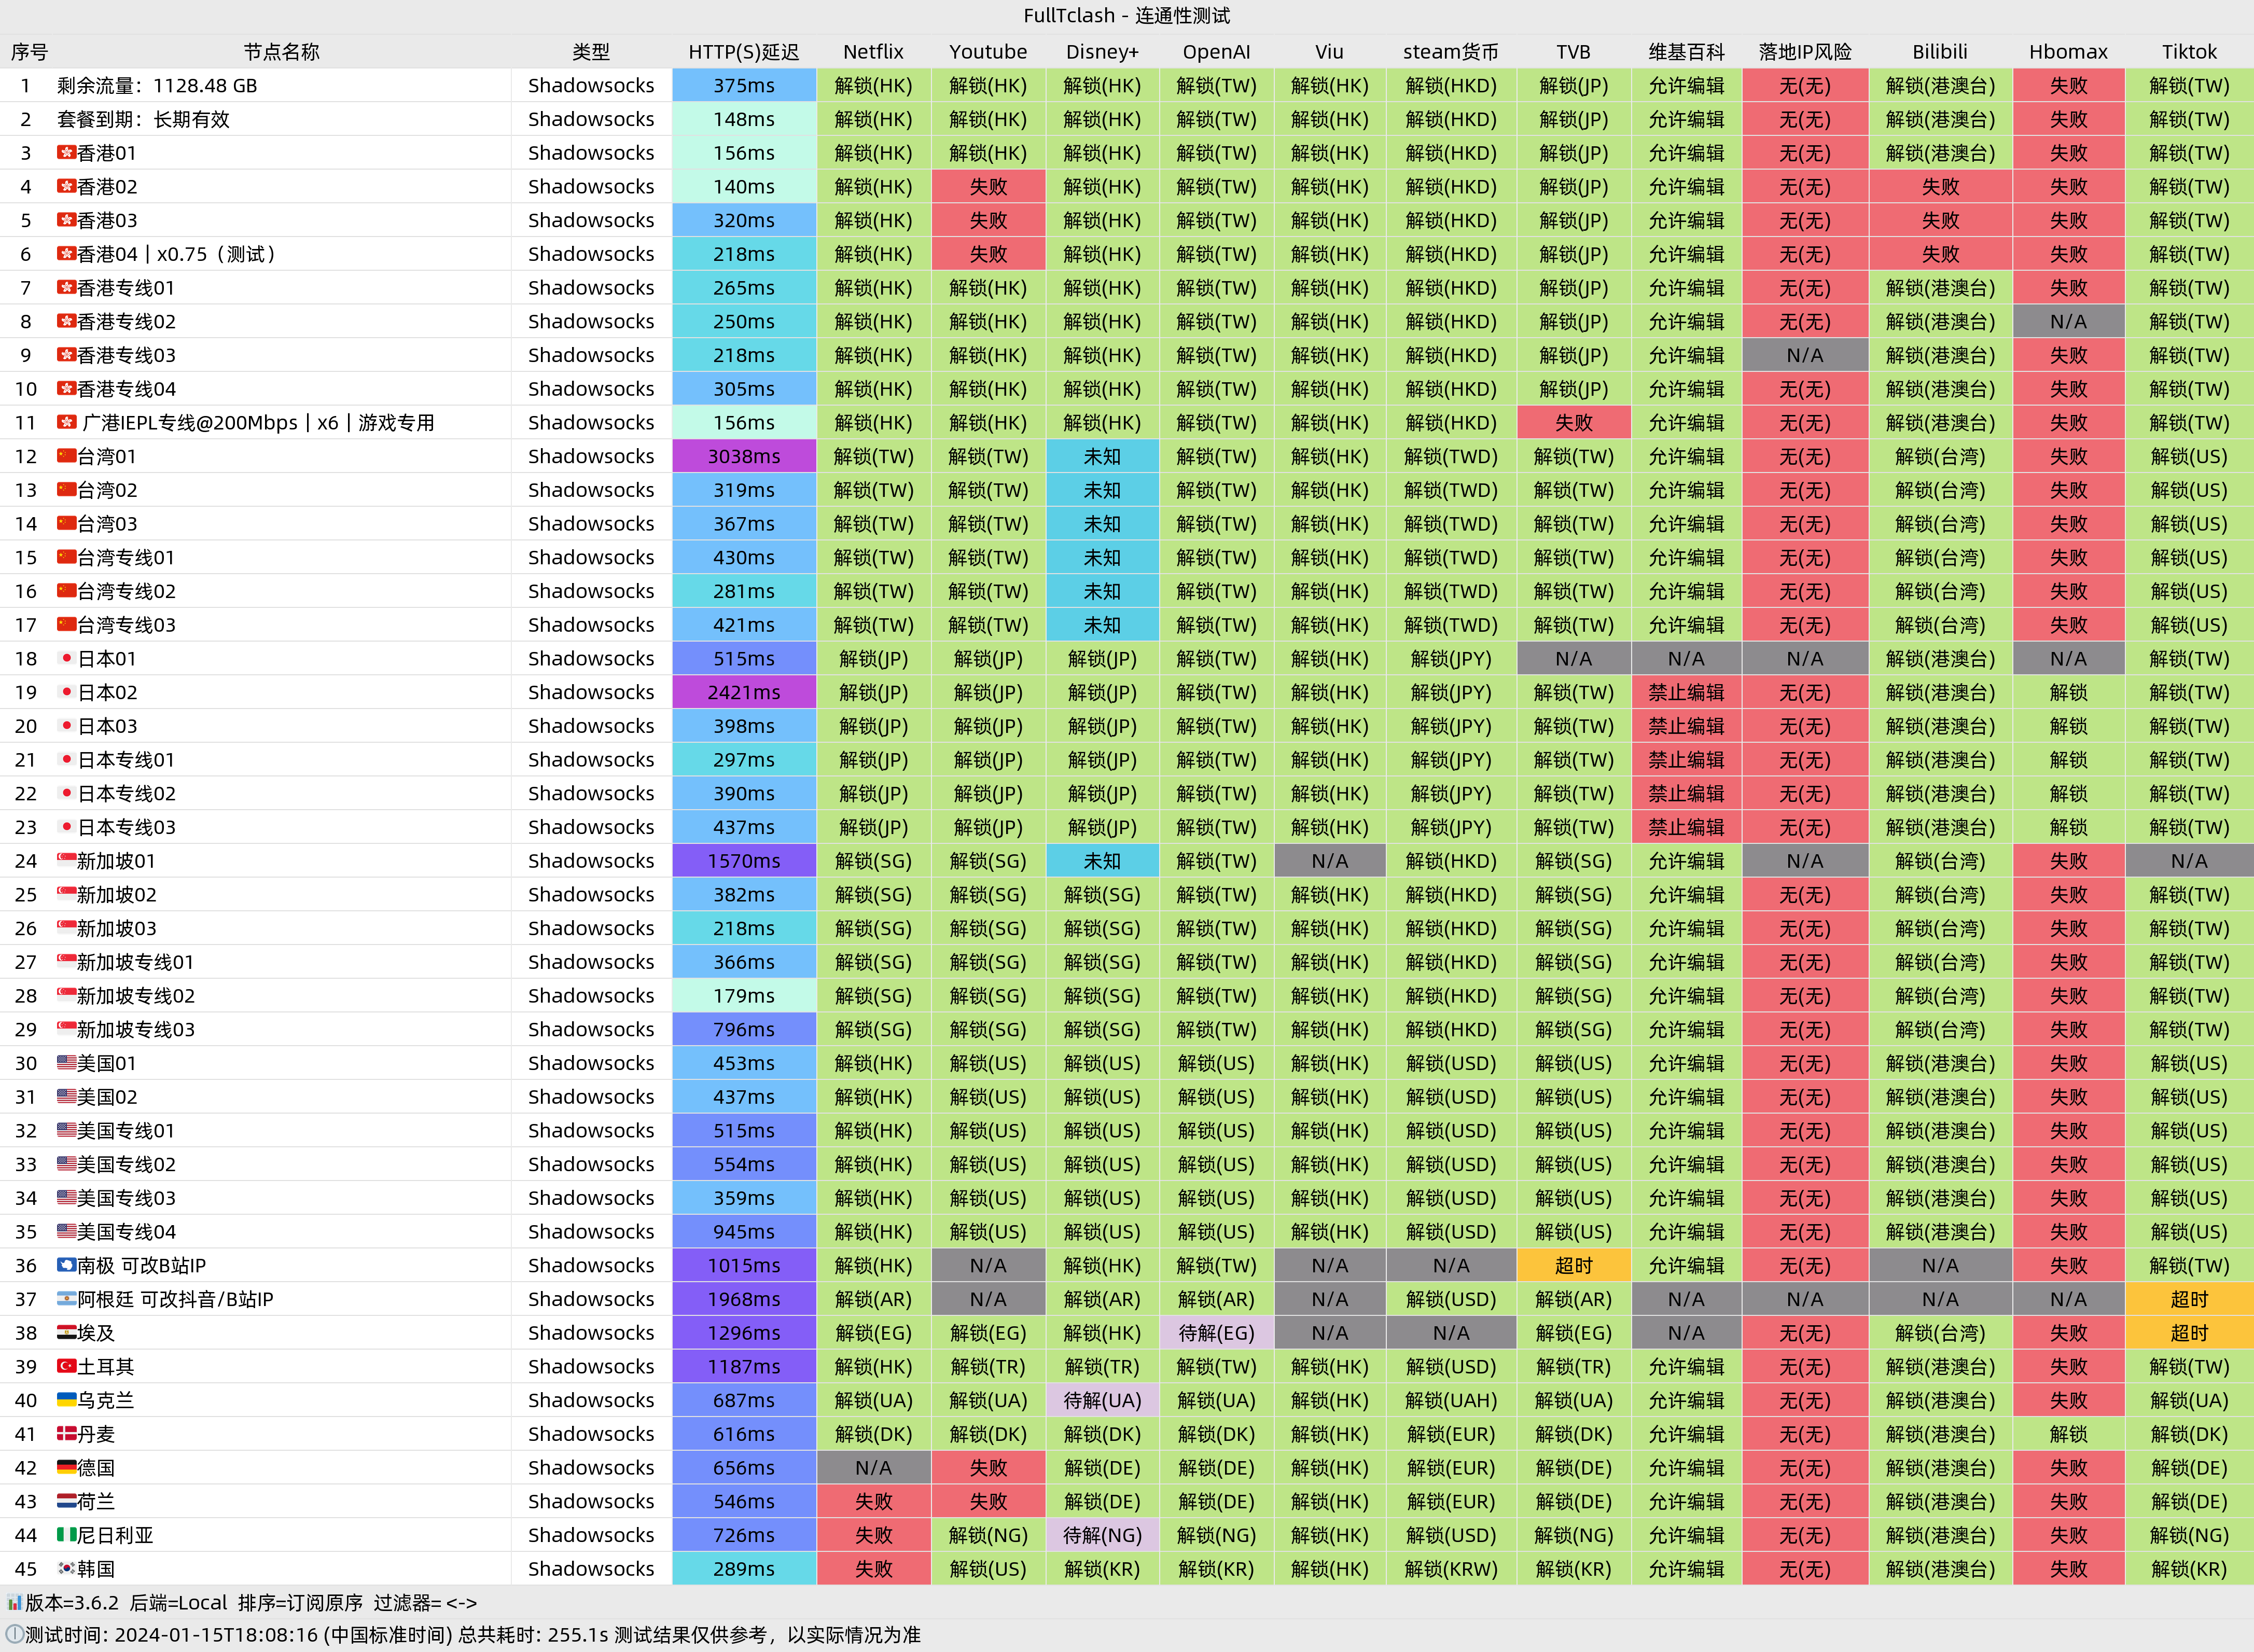 FullTclash - 连通性测试
序号 节点名称 类型 HTTP(S)延迟 Netflix Youtube Disney+ OpenAI Viu steam货币 TVB 维基百科 落地IP风险 Bilibili Hbomax Tiktok
1 剩余流量：1128.48 GB Shadowsocks 375ms 解锁(HK) 解锁(HK) 解锁(HK) 解锁(TW) 解锁(HK) 解锁(HKD) 解锁(JP) 允许编辑 无(无) 解锁(港澳台) 失败 解锁(TW)
2 套餐到期：长期有效 Shadowsocks 148ms 解锁(HK) 解锁(HK) 解锁(HK) 解锁(TW) 解锁(HK) 解锁(HKD) 解锁(JP) 允许编辑 无(无) 解锁(港澳台) 失败 解锁(TW)
3 香港01 Shadowsocks 156ms 解锁(HK) 解锁(HK) 解锁(HK) 解锁(TW) 解锁(HK) 解锁(HKD) 解锁(JP) 允许编辑 无(无) 解锁(港澳台) 失败 解锁(TW)
4 香港02 Shadowsocks 140ms 解锁(HK) 失败 解锁(HK) 解锁(TW) 解锁(HK) 解锁(HKD) 解锁(JP) 允许编辑 无(无) 失败 失败 解锁(TW)
5 香港03 Shadowsocks 320ms 解锁(HK) 失败 解锁(HK) 解锁(TW) 解锁(HK) 解锁(HKD) 解锁(JP) 允许编辑 无(无) 失败 失败 解锁(TW)
6 香港04 | x0.75（测试） Shadowsocks 218ms 解锁(HK) 失败 解锁(HK) 解锁(TW) 解锁(HK) 解锁(HKD) 解锁(JP) 允许编辑 无(无) 失败 失败 解锁(TW)
7 香港专线01 Shadowsocks 265ms 解锁(HK) 解锁(HK) 解锁(HK) 解锁(TW) 解锁(HK) 解锁(HKD) 解锁(JP) 允许编辑 无(无) 解锁(港澳台) 失败 解锁(TW)
8 香港专线02 Shadowsocks 250ms 解锁(HK) 解锁(HK) 解锁(HK) 解锁(TW) 解锁(HK) 解锁(HKD) 解锁(JP) 允许编辑 无(无) 解锁(港澳台) N/A 解锁(TW)
9 香港专线03 Shadowsocks 218ms 解锁(HK) 解锁(HK) 解锁(HK) 解锁(TW) 解锁(HK) 解锁(HKD) 解锁(JP) 允许编辑 N/A 解锁(港澳台) 失败 解锁(TW)
10 香港专线04 Shadowsocks 305ms 解锁(HK) 解锁(HK) 解锁(HK) 解锁(TW) 解锁(HK) 解锁(HKD) 解锁(JP) 允许编辑 无(无) 解锁(港澳台) 失败 解锁(TW)
11 广港IEPL专线@200Mbps | x6 | 游戏专用 Shadowsocks 156ms 解锁(HK) 解锁(HK) 解锁(HK) 解锁(TW) 解锁(HK) 解锁(HKD) 失败 允许编辑 无(无) 解锁(港澳台) 失败 解锁(TW)
12 台湾01 Shadowsocks 3038ms 解锁(TW) 解锁(TW) 未知 解锁(TW) 解锁(HK) 解锁(TWD) 解锁(TW) 允许编辑 无(无) 解锁(台湾) 失败 解锁(US)
13 台湾02 Shadowsocks 319ms 解锁(TW) 解锁(TW) 未知 解锁(TW) 解锁(HK) 解锁(TWD) 解锁(TW) 允许编辑 无(无) 解锁(台湾) 失败 解锁(US)
14 台湾03 Shadowsocks 367ms 解锁(TW) 解锁(TW) 未知 解锁(TW) 解锁(HK) 解锁(TWD) 解锁(TW) 允许编辑 无(无) 解锁(台湾) 失败 解锁(US)
15 台湾专线01 Shadowsocks 430ms 解锁(TW) 解锁(TW) 未知 解锁(TW) 解锁(HK) 解锁(TWD) 解锁(TW) 允许编辑 无(无) 解锁(台湾) 失败 解锁(US)
16 台湾专线02 Shadowsocks 281ms 解锁(TW) 解锁(TW) 未知 解锁(TW) 解锁(HK) 解锁(TWD) 解锁(TW) 允许编辑 无(无) 解锁(台湾) 失败 解锁(US)
17 台湾专线03 Shadowsocks 421ms 解锁(TW) 解锁(TW) 未知 解锁(TW) 解锁(HK) 解锁(TWD) 解锁(TW) 允许编辑 无(无) 解锁(台湾) 失败 解锁(US)
18 日本01 Shadowsocks 515ms 解锁(JP) 解锁(JP) 解锁(JP) 解锁(TW) 解锁(HK) 解锁(JPY) N/A N/A N/A 解锁(港澳台) N/A 解锁(TW)
19 日本02 Shadowsocks 2421ms 解锁(JP) 解锁(JP) 解锁(JP) 解锁(TW) 解锁(HK) 解锁(JPY) 解锁(TW) 禁止编辑 无(无) 解锁(港澳台) 解锁 解锁(TW)
20 日本03 Shadowsocks 398ms 解锁(JP) 解锁(JP) 解锁(JP) 解锁(TW) 解锁(HK) 解锁(JPY) 解锁(TW) 禁止编辑 无(无) 解锁(港澳台) 解锁 解锁(TW)
21 日本专线01 Shadowsocks 297ms 解锁(JP) 解锁(JP) 解锁(JP) 解锁(TW) 解锁(HK) 解锁(JPY) 解锁(TW) 禁止编辑 无(无) 解锁(港澳台) 解锁 解锁(TW)
22 日本专线02 Shadowsocks 390ms 解锁(JP) 解锁(JP) 解锁(JP) 解锁(TW) 解锁(HK) 解锁(JPY) 解锁(TW) 禁止编辑 无(无) 解锁(港澳台) 解锁 解锁(TW)
23 日本专线03 Shadowsocks 437ms 解锁(JP) 解锁(JP) 解锁(JP) 解锁(TW) 解锁(HK) 解锁(JPY) 解锁(TW) 禁止编辑 无(无) 解锁(港澳台) 解锁 解锁(TW)
24 新加坡01 Shadowsocks 1570ms 解锁(SG) 解锁(SG) 未知 解锁(TW) N/A 解锁(HKD) 解锁(SG) 允许编辑 N/A 解锁(台湾) 失败 N/A
25 新加坡02 Shadowsocks 382ms 解锁(SG) 解锁(SG) 解锁(SG) 解锁(TW) 解锁(HK) 解锁(HKD) 解锁(SG) 允许编辑 无(无) 解锁(台湾) 失败 解锁(TW)
26 新加坡03 Shadowsocks 218ms 解锁(SG) 解锁(SG) 解锁(SG) 解锁(TW) 解锁(HK) 解锁(HKD) 解锁(SG) 允许编辑 无(无) 解锁(台湾) 失败 解锁(TW)
27 新加坡专线01 Shadowsocks 366ms 解锁(SG) 解锁(SG) 解锁(SG) 解锁(TW) 解锁(HK) 解锁(HKD) 解锁(SG) 允许编辑 无(无) 解锁(台湾) 失败 解锁(TW)
28 新加坡专线02 Shadowsocks 179ms 解锁(SG) 解锁(SG) 解锁(SG) 解锁(TW) 解锁(HK) 解锁(HKD) 解锁(SG) 允许编辑 无(无) 解锁(台湾) 失败 解锁(TW)
29 新加坡专线03 Shadowsocks 796ms 解锁(SG) 解锁(SG) 解锁(SG) 解锁(TW) 解锁(HK) 解锁(HKD) 解锁(SG) 允许编辑 无(无) 解锁(台湾) 失败 解锁(TW)
30 美国01 Shadowsocks 453ms 解锁(HK) 解锁(US) 解锁(US) 解锁(US) 解锁(HK) 解锁(USD) 解锁(US) 允许编辑 无(无) 解锁(港澳台) 失败 解锁(US)
31 美国02 Shadowsocks 437ms 解锁(HK) 解锁(US) 解锁(US) 解锁(US) 解锁(HK) 解锁(USD) 解锁(US) 允许编辑 无(无) 解锁(港澳台) 失败 解锁(US)
32 美国专线01 Shadowsocks 515ms 解锁(HK) 解锁(US) 解锁(US) 解锁(US) 解锁(HK) 解锁(USD) 解锁(US) 允许编辑 无(无) 解锁(港澳台) 失败 解锁(US)
33 美国专线02 Shadowsocks 554ms 解锁(HK) 解锁(US) 解锁(US) 解锁(US) 解锁(HK) 解锁(USD) 解锁(US) 允许编辑 无(无) 解锁(港澳台) 失败 解锁(US)
34 美国专线03 Shadowsocks 359ms 解锁(HK) 解锁(US) 解锁(US) 解锁(US) 解锁(HK) 解锁(USD) 解锁(US) 允许编辑 无(无) 解锁(港澳台) 失败 解锁(US)
35 美国专线04 Shadowsocks 945ms 解锁(HK) 解锁(US) 解锁(US) 解锁(US) 解锁(HK) 解锁(USD) 解锁(US) 允许编辑 无(无) 解锁(港澳台) 失败 解锁(US)
36 南极 可改B站IP Shadowsocks 1015ms 解锁(HK) N/A 解锁(HK) 解锁(TW) N/A N/A 超时 允许编辑 无(无) N/A 失败 解锁(TW)
37 阿根廷 可改抖音/B站IP Shadowsocks 1968ms 解锁(AR) N/A 解锁(AR) 解锁(AR) N/A 解锁(USD) 解锁(AR) N/A N/A N/A N/A 超时
38 埃及 Shadowsocks 1296ms 解锁(EG) 解锁(EG) 解锁(HK) 待解(EG) N/A N/A 解锁(EG) N/A 无(无) 解锁(台湾) 失败 超时
39 土耳其 Shadowsocks 1187ms 解锁(HK) 解锁(TR) 解锁(TR) 解锁(TW) 解锁(HK) 解锁(USD) 解锁(TR) 允许编辑 无(无) 解锁(港澳台) 失败 解锁(TW)
40 乌克兰 Shadowsocks 687ms 解锁(UA) 解锁(UA) 待解(UA) 解锁(UA) 解锁(HK) 解锁(UAH) 解锁(UA) 允许编辑 无(无) 解锁(港澳台) 失败 解锁(UA)
41 丹麦 Shadowsocks 616ms 解锁(DK) 解锁(DK) 解锁(DK) 解锁(DK) 解锁(HK) 解锁(EUR) 解锁(DK) 允许编辑 无(无) 解锁(港澳台) 解锁 解锁(DK)
42 德国 Shadowsocks 656ms N/A 失败 解锁(DE) 解锁(DE) 解锁(HK) 解锁(EUR) 解锁(DE) 允许编辑 无(无) 解锁(港澳台) 失败 解锁(DE)
43 荷兰 Shadowsocks 546ms 失败 失败 解锁(DE) 解锁(DE) 解锁(HK) 解锁(EUR) 解锁(DE) 允许编辑 无(无) 解锁(港澳台) 失败 解锁(DE)
44 尼日利亚 Shadowsocks 726ms 失败 解锁(NG) 待解(NG) 解锁(NG) 解锁(HK) 解锁(USD) 解锁(NG) 允许编辑 无(无) 解锁(港澳台) 失败 解锁(NG)
45 韩国 Shadowsocks 289ms 失败 解锁(US) 解锁(KR) 解锁(KR) 解锁(HK) 解锁(KRW) 解锁(KR) 允许编辑 无(无) 解锁(港澳台) 失败 解锁(KR)
版本=3.6.2 后端=Local 排序=订阅原序 过滤器= <->
测试时间: 2024-01-15T18:08:16 (中国标准时间) 总共耗时: 255.1s 测试结果仅供参考，以实际情况为准